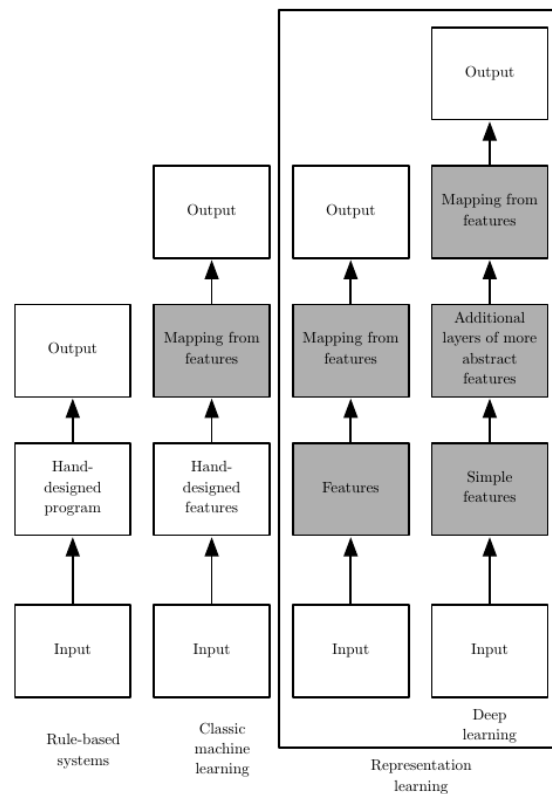 Output
Hand-
designed
program
Input
Rule-based
systems
Output
Mapping from
features
Hand-
designed
features
Input
Classic
machine
learning
Output
Mapping from
features
Features
Input
Output
Mapping from
features
Additional
layers of more
abstract
features
Simple
features
Input
Deep
learning
Representation
learning